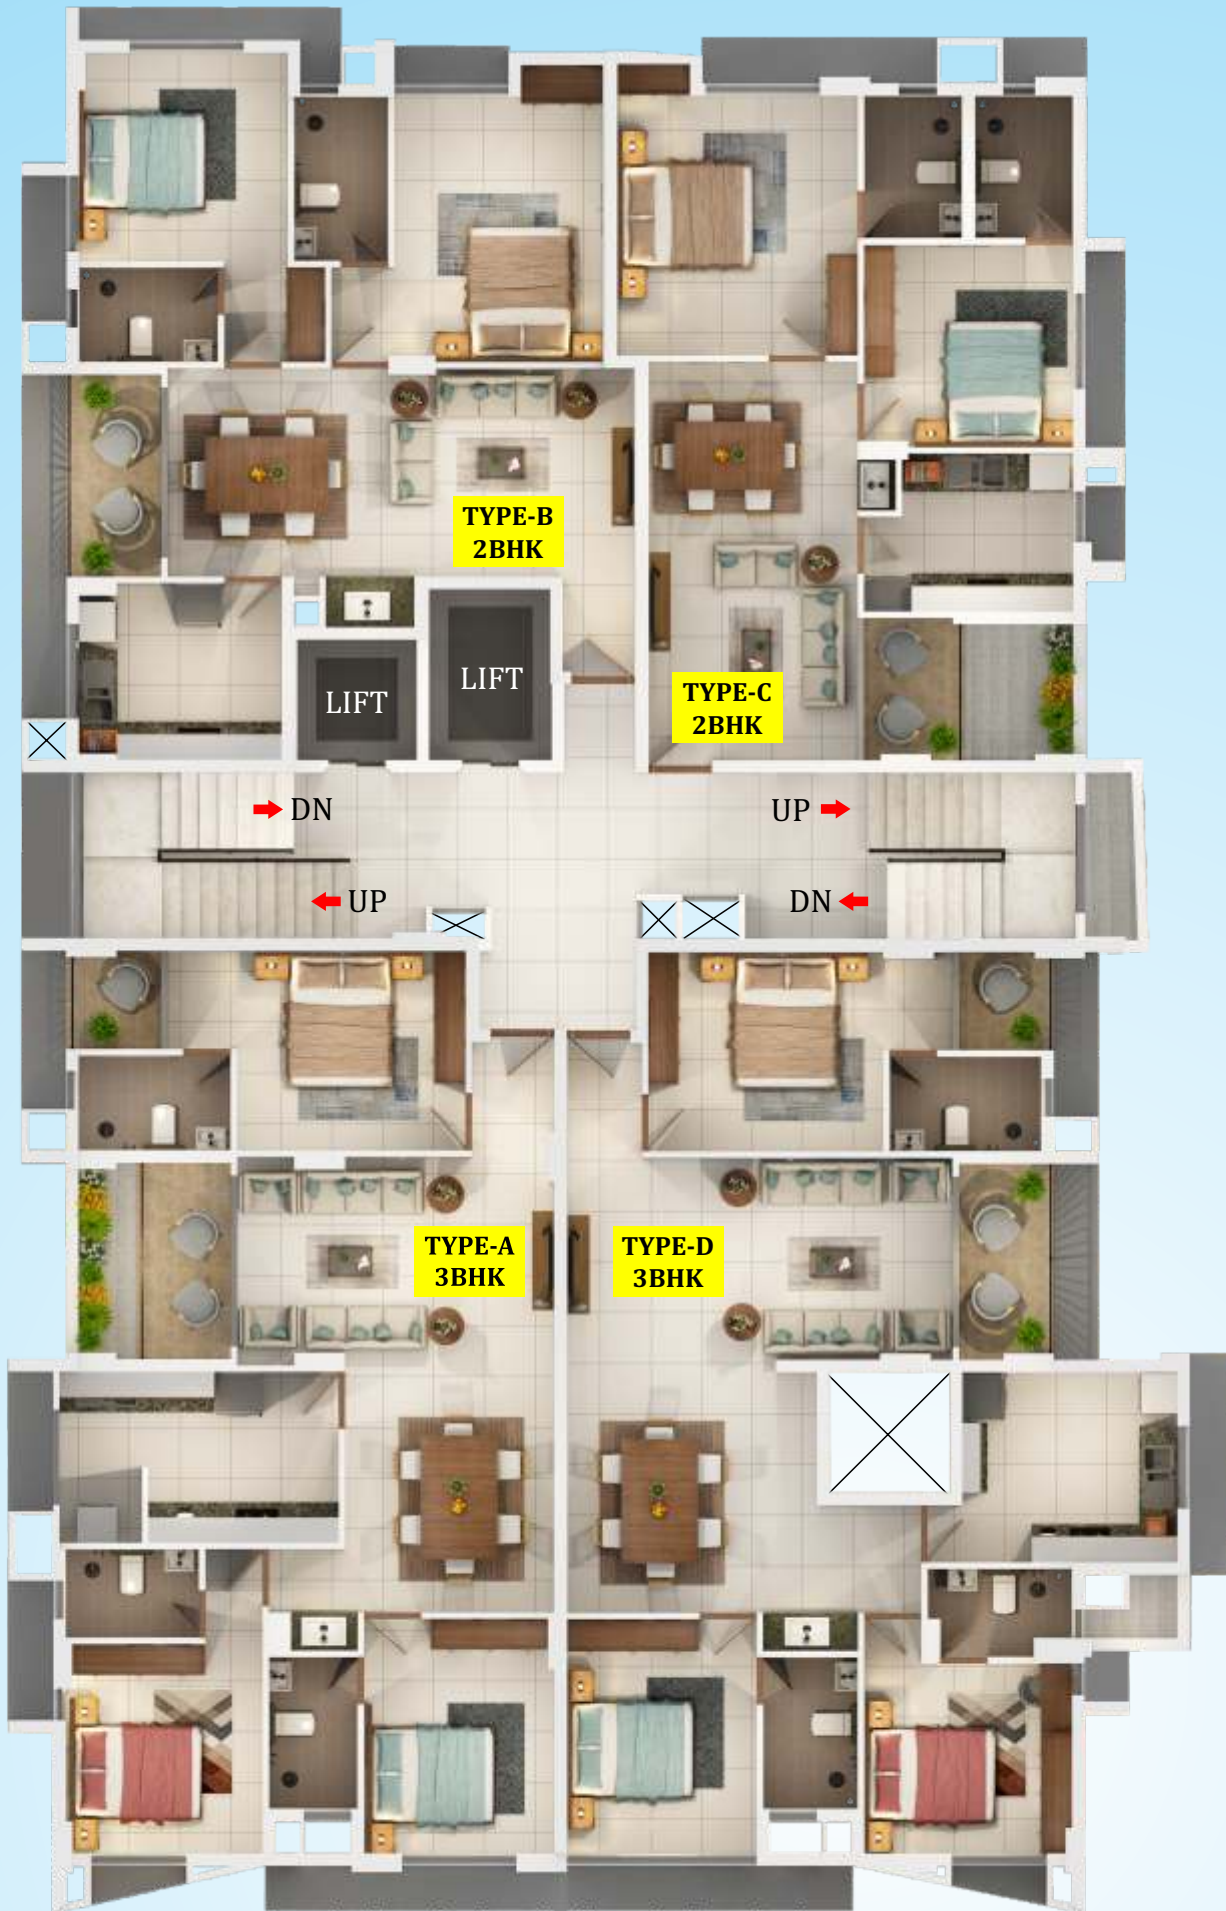 TYPE-B
2BHK
LIFT
LIFT
TYPE-C
2BHK
DN
UP
UP
DN
TYPE-A
3BHK
TYPE-D
3BHK